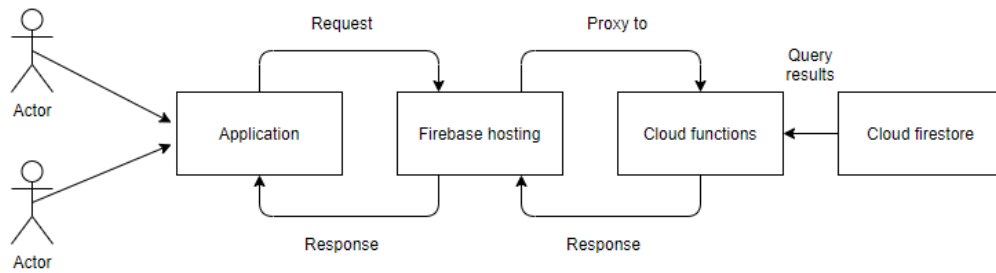 Request
Proxy to
Query
results
Actor
Application
Firebase hosting
Cloud functions
Cloud firestore
Response
Response
Actor